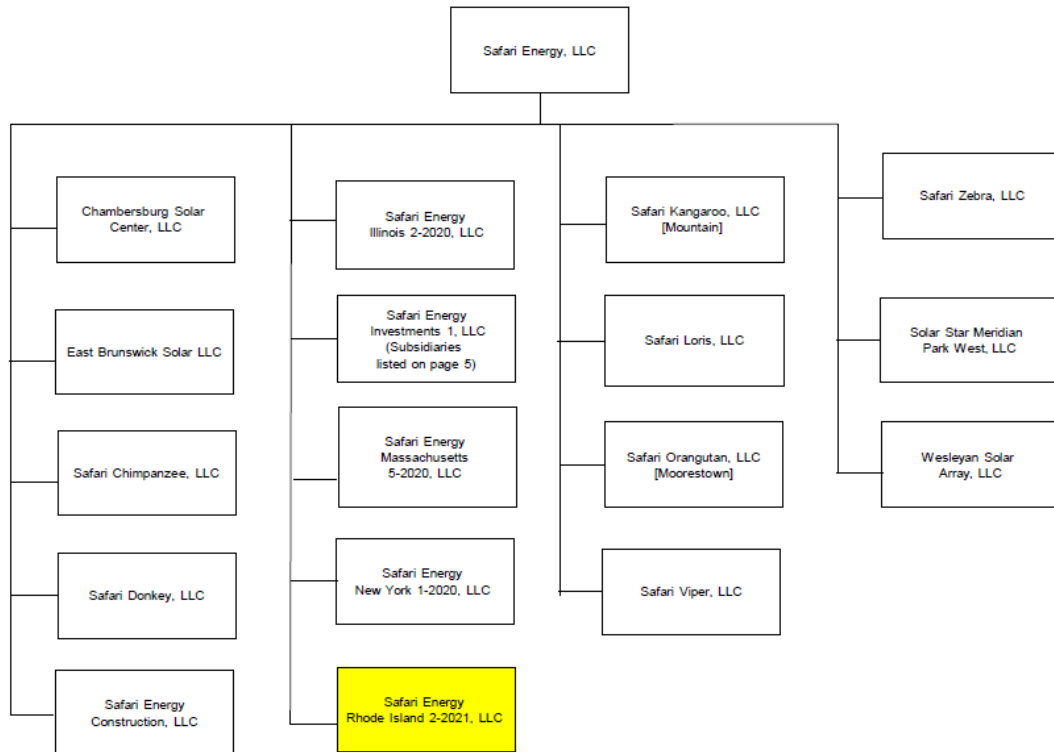 Safari Energy, LLC
Chambersburg Solar
Center, LLC
East Brunswick Solar LLC
Safari Chimpanzee, LLC
Safari Donkey, LLC
Safari Energy
Construction, LLC
Safari Energy
Illinois 2-2020, LLC
Safari Energy
Investments 1, LLC
(Subsidiaries
listed on page 5)
Safari Energy
Massachusetts
5-2020, LLC
Safari Energy
New York 1-2020, LLC
Safari Energy
Rhode Island 2-2021, LLC
Safari Kangaroo, LLC
[Mountain]
Safari Loris, LLC
Safari Orangutan, LLC
[Moorestown]
Safari Viper, LLC
Safari Zebra, LLC
Solar Star Meridian
Park West, LLC
Wesleyan Solar
Array, LLC